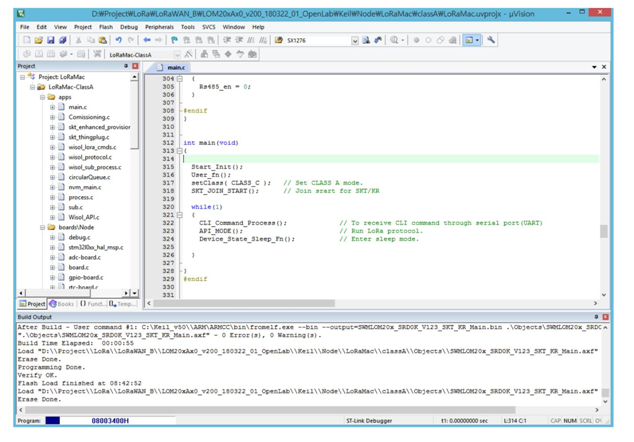 D:\Project\LoRa\LoRaWAN_B\LOM20xAx0_v200_180322_01_OpenLab\Keil\Node\LoRaMac\classA\LoRaMac.uvprojx - µVision
File Edit View Project Flash Debug Peripherals Tools SVCS Window Help
SX1276
LoRaMac-ClassA
Project
Project: LoRaMac
LoRaMac-ClassA
apps
main.c
Comissioning.c
skt_enhanced_provisior
skt_thingplug.c
wisol_lora_cmds.c
wisol_protocol.c
wisol_sub_process.c
circularQueue.c
nvm_main.c
process.c
sub.c
Wisol_API.c
boards\Node
debug.c
stm32l0xx_hal_msp.c
adc-board.c
board.c
gpio-board.c
rtc-board.c
Project Books Funct... Temp...
main.c
304 {
305 Rs485_en = 0;
306 }
307
308 #endif
309 }
310
311
312 int main(void)
313 {
314
315 Start_Init();
316 User_Fn();
317 setClass( CLASS_C ); // Set CLASS A mode.
318 SKT_JOIN_START(); // Join srart for SKT/KR
319
320 while(1)
321 {
322 CLI_Command_Process(); // To receive CLI command through serial port(UART)
323 API_MODE(); // Run LoRa protocol.
324 Device_State_Sleep_Fn(); // Enter sleep mode.
325
326 }
327
328 }
329 #endif
330
331
Build Output
After Build - User command #1: C:\Keil_v50\\ARM\ARMCC\bin\fromelf.exe --bin --output=SWMLOM20x_SRD0K_V123_SKT_KR_Main.bin .\Objects\SWMLOM20x_SRD0
".\Objects\SWMLOM20x_SRD0K_V123_SKT_KR_Main.axf" - 0 Error(s), 0 Warning(s).
Build Time Elapsed: 00:00:55
Load "D:\\Project\\LoRa\\LoRaWAN_B\\LOM20xAx0_v200_180322_01_OpenLab\\Keil\\Node\\LoRaMac\\classA\\Objects\\SWMLOM20x_SRD0K_V123_SKT_KR_Main.axf"
Erase Done.
Programming Done.
Verify OK.
Flash Load finished at 08:42:52
Load "D:\\Project\\LoRa\\LoRaWAN_B\\LOM20xAx0_v200_180322_01_OpenLab\\Keil\\Node\\LoRaMac\\classA\\Objects\\SWMLOM20x_SRD0K_V123_SKT_KR_Main.axf"
Erase Done.
Program: 08003400H ST-Link Debugger t1: 0.00000000 sec L:314 C:1 CAP NUM SCRL